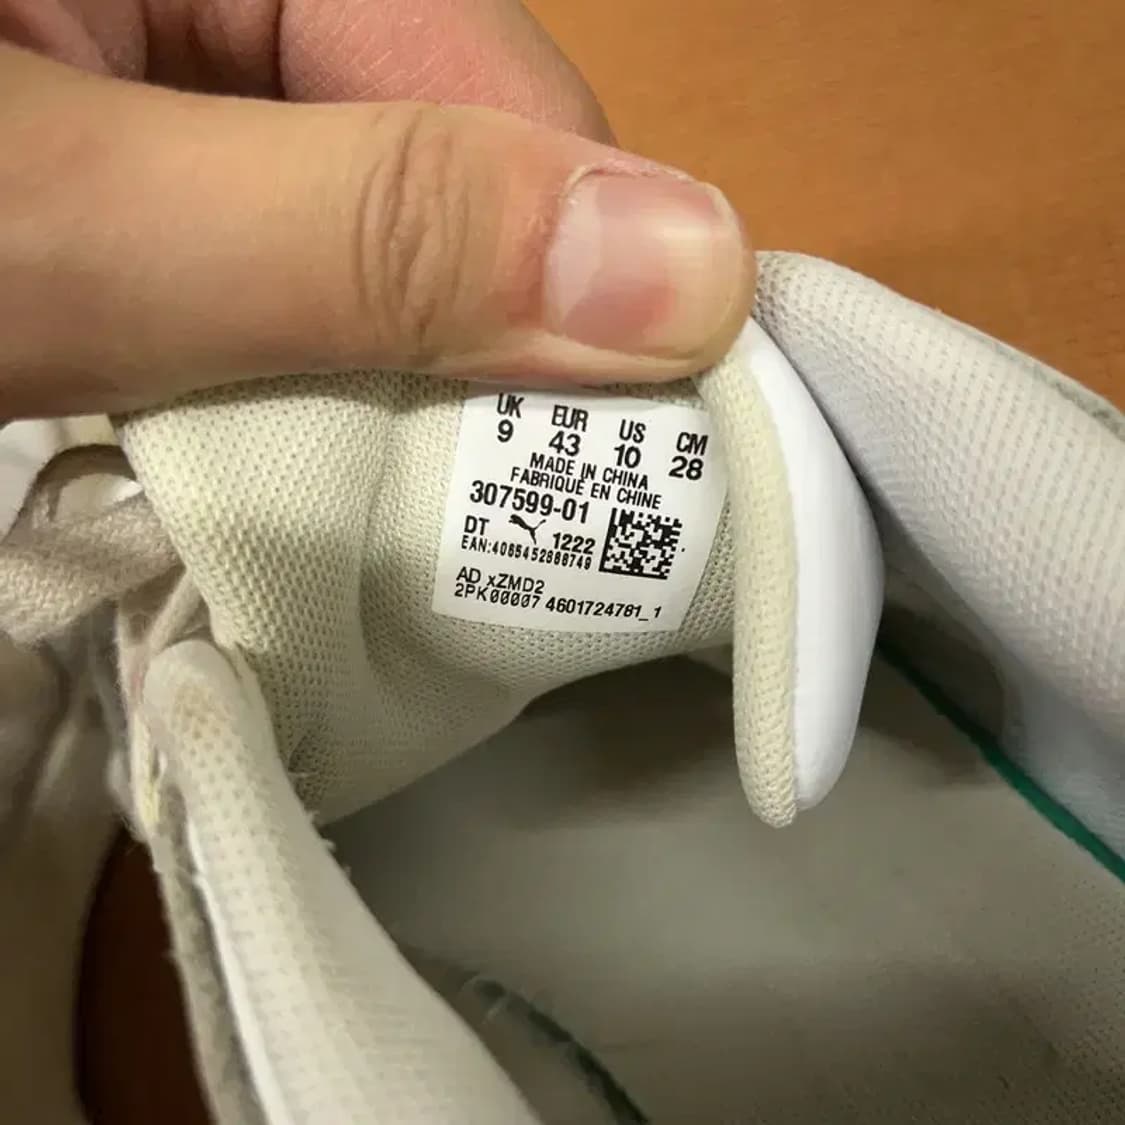 UK EUR US CM
9 43 10 28
MADE IN CHINA
FABRIQUÉ EN CHINE
307599-01
DT 1222
EAN:4065452888749
AD xZMD2
2PK00007 4601724781_1